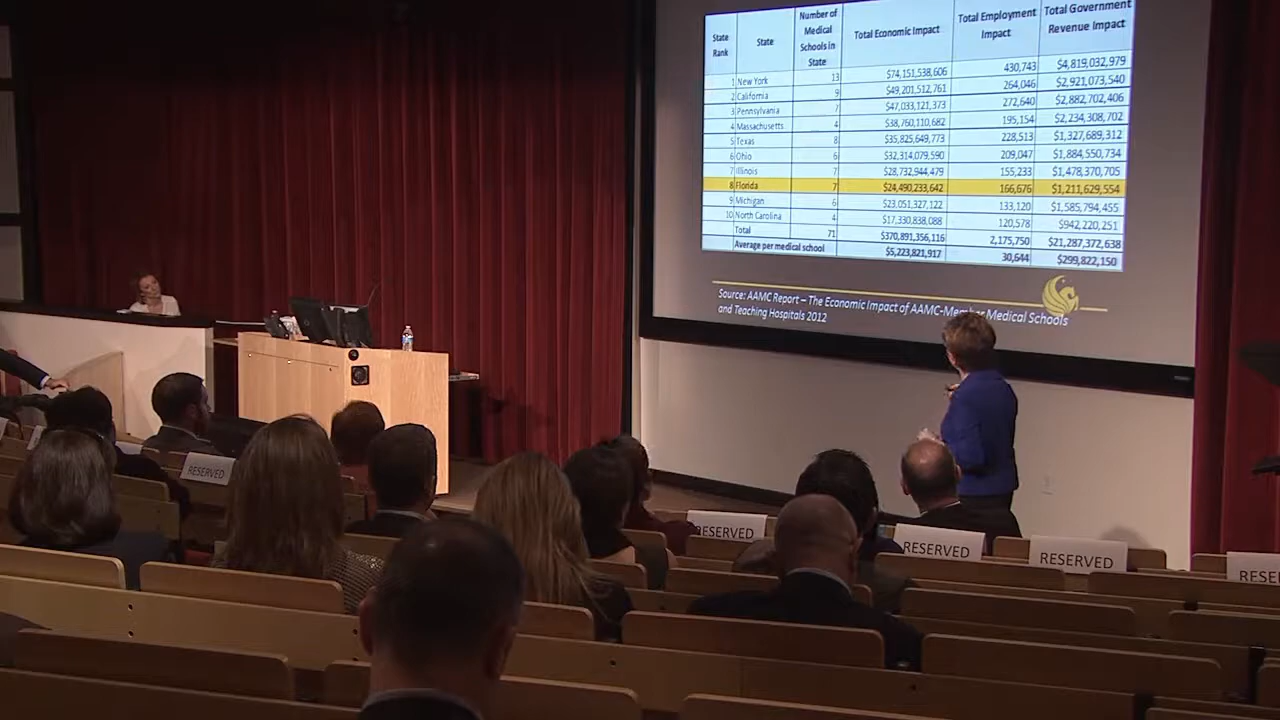 State Rank State Number of Medical Schools in State Total Economic Impact Total Employment Impact Total Government Revenue Impact
1 New York 13 $74,151,538,606 430,743 $4,819,032,979
2 California 9 $49,201,512,761 264,046 $2,921,073,540
3 Pennsylvania 7 $47,033,121,373 272,640 $2,882,702,406
4 Massachusetts 4 $38,760,110,682 195,154 $2,234,308,702
5 Texas 8 $35,825,649,773 228,513 $1,327,689,312
6 Ohio 6 $32,314,079,590 209,047 $1,884,550,734
7 Illinois 7 $28,732,944,479 155,233 $1,478,370,705
8 Florida 7 $24,490,233,642 166,676 $1,211,629,554
9 Michigan 6 $23,051,327,122 133,120 $1,585,794,455
10 North Carolina 4 $17,330,838,088 120,578 $942,220,251
Total 71 $370,891,356,116 2,175,750 $21,287,372,638
Average per medical school $5,223,821,917 30,644 $299,822,150
Source: AAMC Report – The Economic Impact of AAMC-Member Medical Schools
and Teaching Hospitals 2012
RESERVED
RESERVED
RESERVED
RESERVED
RESE